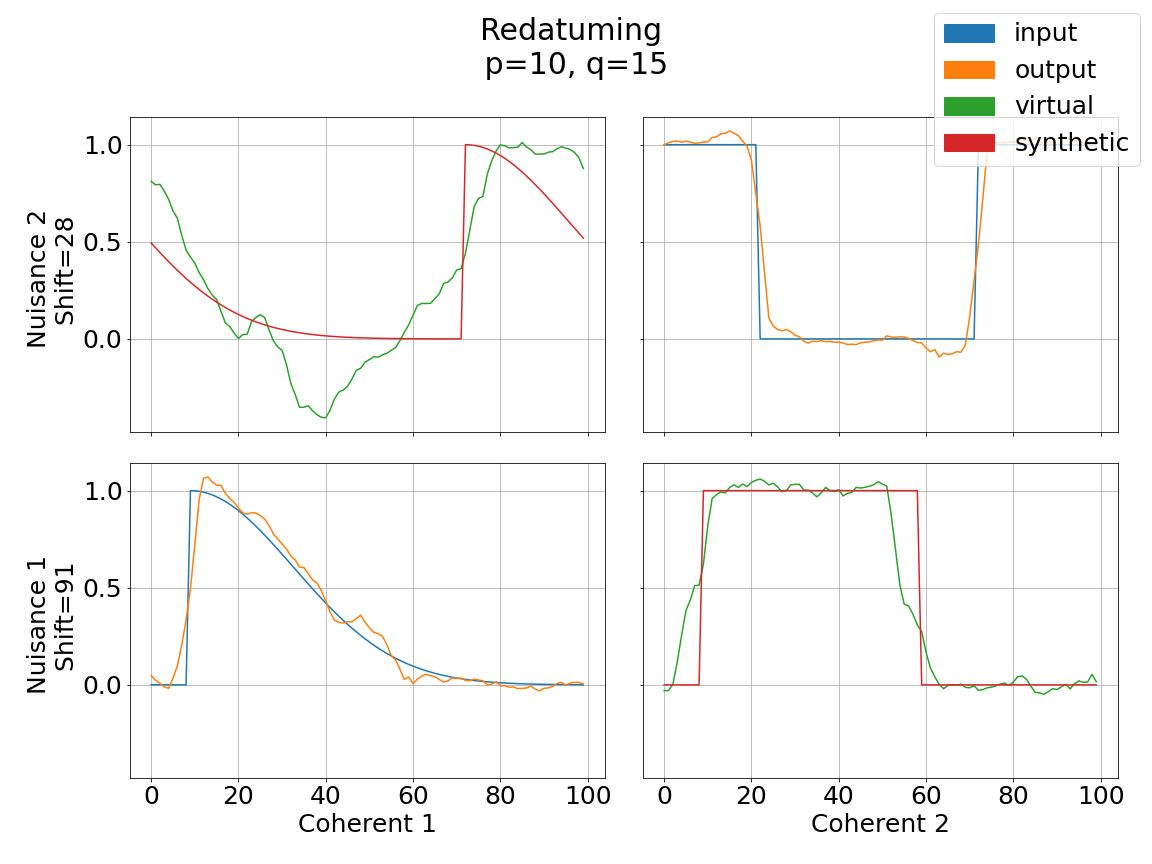 Redatuming
p=10, q=15
input
output
virtual
synthetic
Nuisance 2
Shift=28
1.0
0.5
0.0
Nuisance 1
Shift=91
1.0
0.5
0.0
0 20 40 60 80 100
0 20 40 60 80 100
Coherent 1
Coherent 2